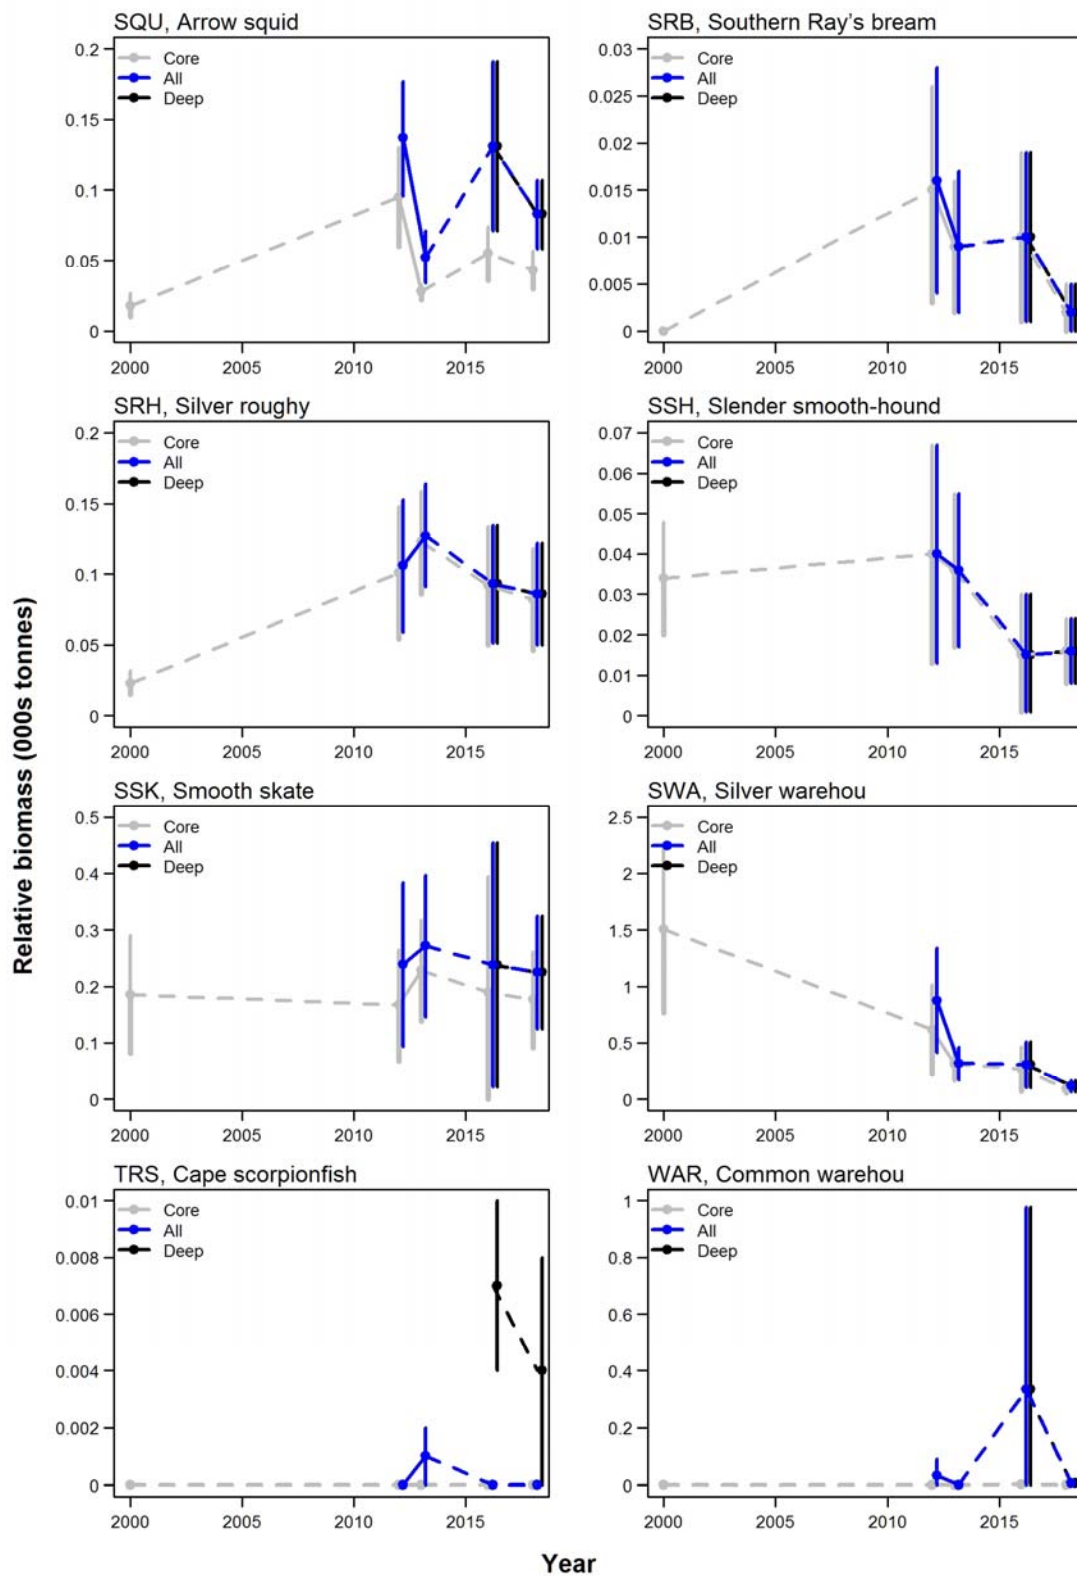 SQU, Arrow squid
0.2
0.15
0.1
0.05
0
Core
All
Deep
2000 2005 2010 2015
SRB, Southern Ray's bream
0.03
0.025
0.02
0.015
0.01
0.005
0
Core
All
Deep
2000 2005 2010 2015
SRH, Silver roughy
0.2
0.15
0.1
0.05
0
Core
All
Deep
2000 2005 2010 2015
SSH, Slender smooth-hound
0.07
0.06
0.05
0.04
0.03
0.02
0.01
0
Core
All
Deep
2000 2005 2010 2015
SSK, Smooth skate
0.5
0.4
0.3
0.2
0.1
0
Core
All
Deep
2000 2005 2010 2015
SWA, Silver warehou
2.5
2
1.5
1
0.5
0
Core
All
Deep
2000 2005 2010 2015
TRS, Cape scorpionfish
0.01
0.008
0.006
0.004
0.002
0
Core
All
Deep
2000 2005 2010 2015
WAR, Common warehou
1
0.8
0.6
0.4
0.2
0
Core
All
Deep
2000 2005 2010 2015
Relative biomass (000s tonnes)
Year